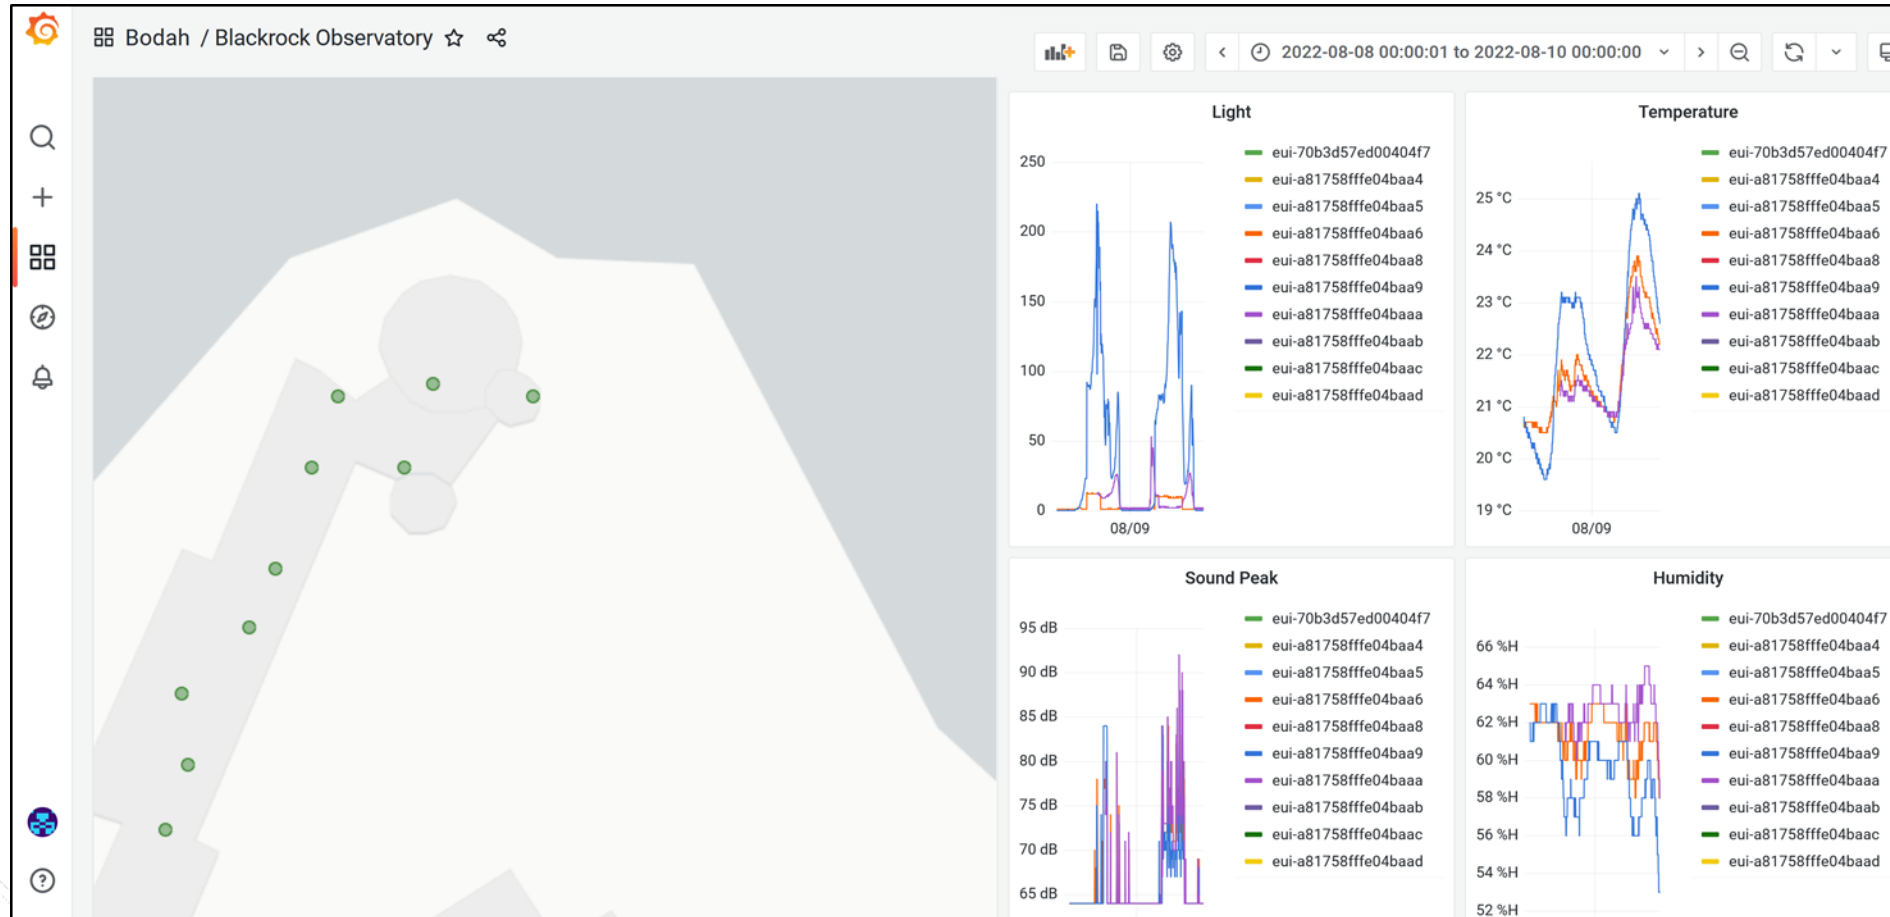 Bodah / Blackrock Observatory
2022-08-08 00:00:01 to 2022-08-10 00:00:00
Light
250
200
150
100
50
0
08/09
eui-70b3d57ed00404f7
eui-a81758fffe04baa4
eui-a81758fffe04baa5
eui-a81758fffe04baa6
eui-a81758fffe04baa8
eui-a81758fffe04baa9
eui-a81758fffe04baaa
eui-a81758fffe04baab
eui-a81758fffe04baac
eui-a81758fffe04baad
Temperature
25 °C
24 °C
23 °C
22 °C
21 °C
20 °C
19 °C
08/09
eui-70b3d57ed00404f7
eui-a81758fffe04baa4
eui-a81758fffe04baa5
eui-a81758fffe04baa6
eui-a81758fffe04baa8
eui-a81758fffe04baa9
eui-a81758fffe04baaa
eui-a81758fffe04baab
eui-a81758fffe04baac
eui-a81758fffe04baad
Sound Peak
95 dB
90 dB
85 dB
80 dB
75 dB
70 dB
65 dB
eui-70b3d57ed00404f7
eui-a81758fffe04baa4
eui-a81758fffe04baa5
eui-a81758fffe04baa6
eui-a81758fffe04baa8
eui-a81758fffe04baa9
eui-a81758fffe04baaa
eui-a81758fffe04baab
eui-a81758fffe04baac
eui-a81758fffe04baad
Humidity
66 %H
64 %H
62 %H
60 %H
58 %H
56 %H
54 %H
52 %H
eui-70b3d57ed00404f7
eui-a81758fffe04baa4
eui-a81758fffe04baa5
eui-a81758fffe04baa6
eui-a81758fffe04baa8
eui-a81758fffe04baa9
eui-a81758fffe04baaa
eui-a81758fffe04baab
eui-a81758fffe04baac
eui-a81758fffe04baad